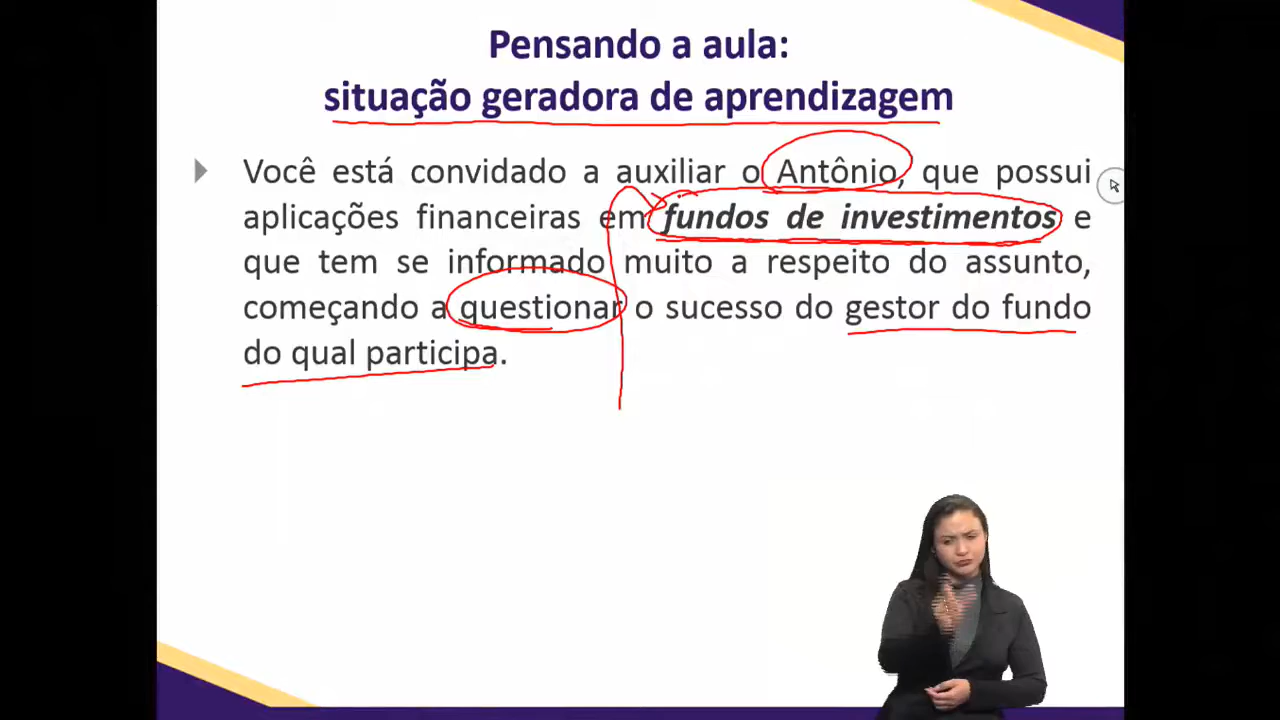 Pensando a aula:
situação geradora de aprendizagem
Você está convidado a auxiliar o Antônio, que possui
aplicações financeiras em fundos de investimentos e
que tem se informado muito a respeito do assunto,
começando a questionar o sucesso do gestor do fundo
do qual participa.